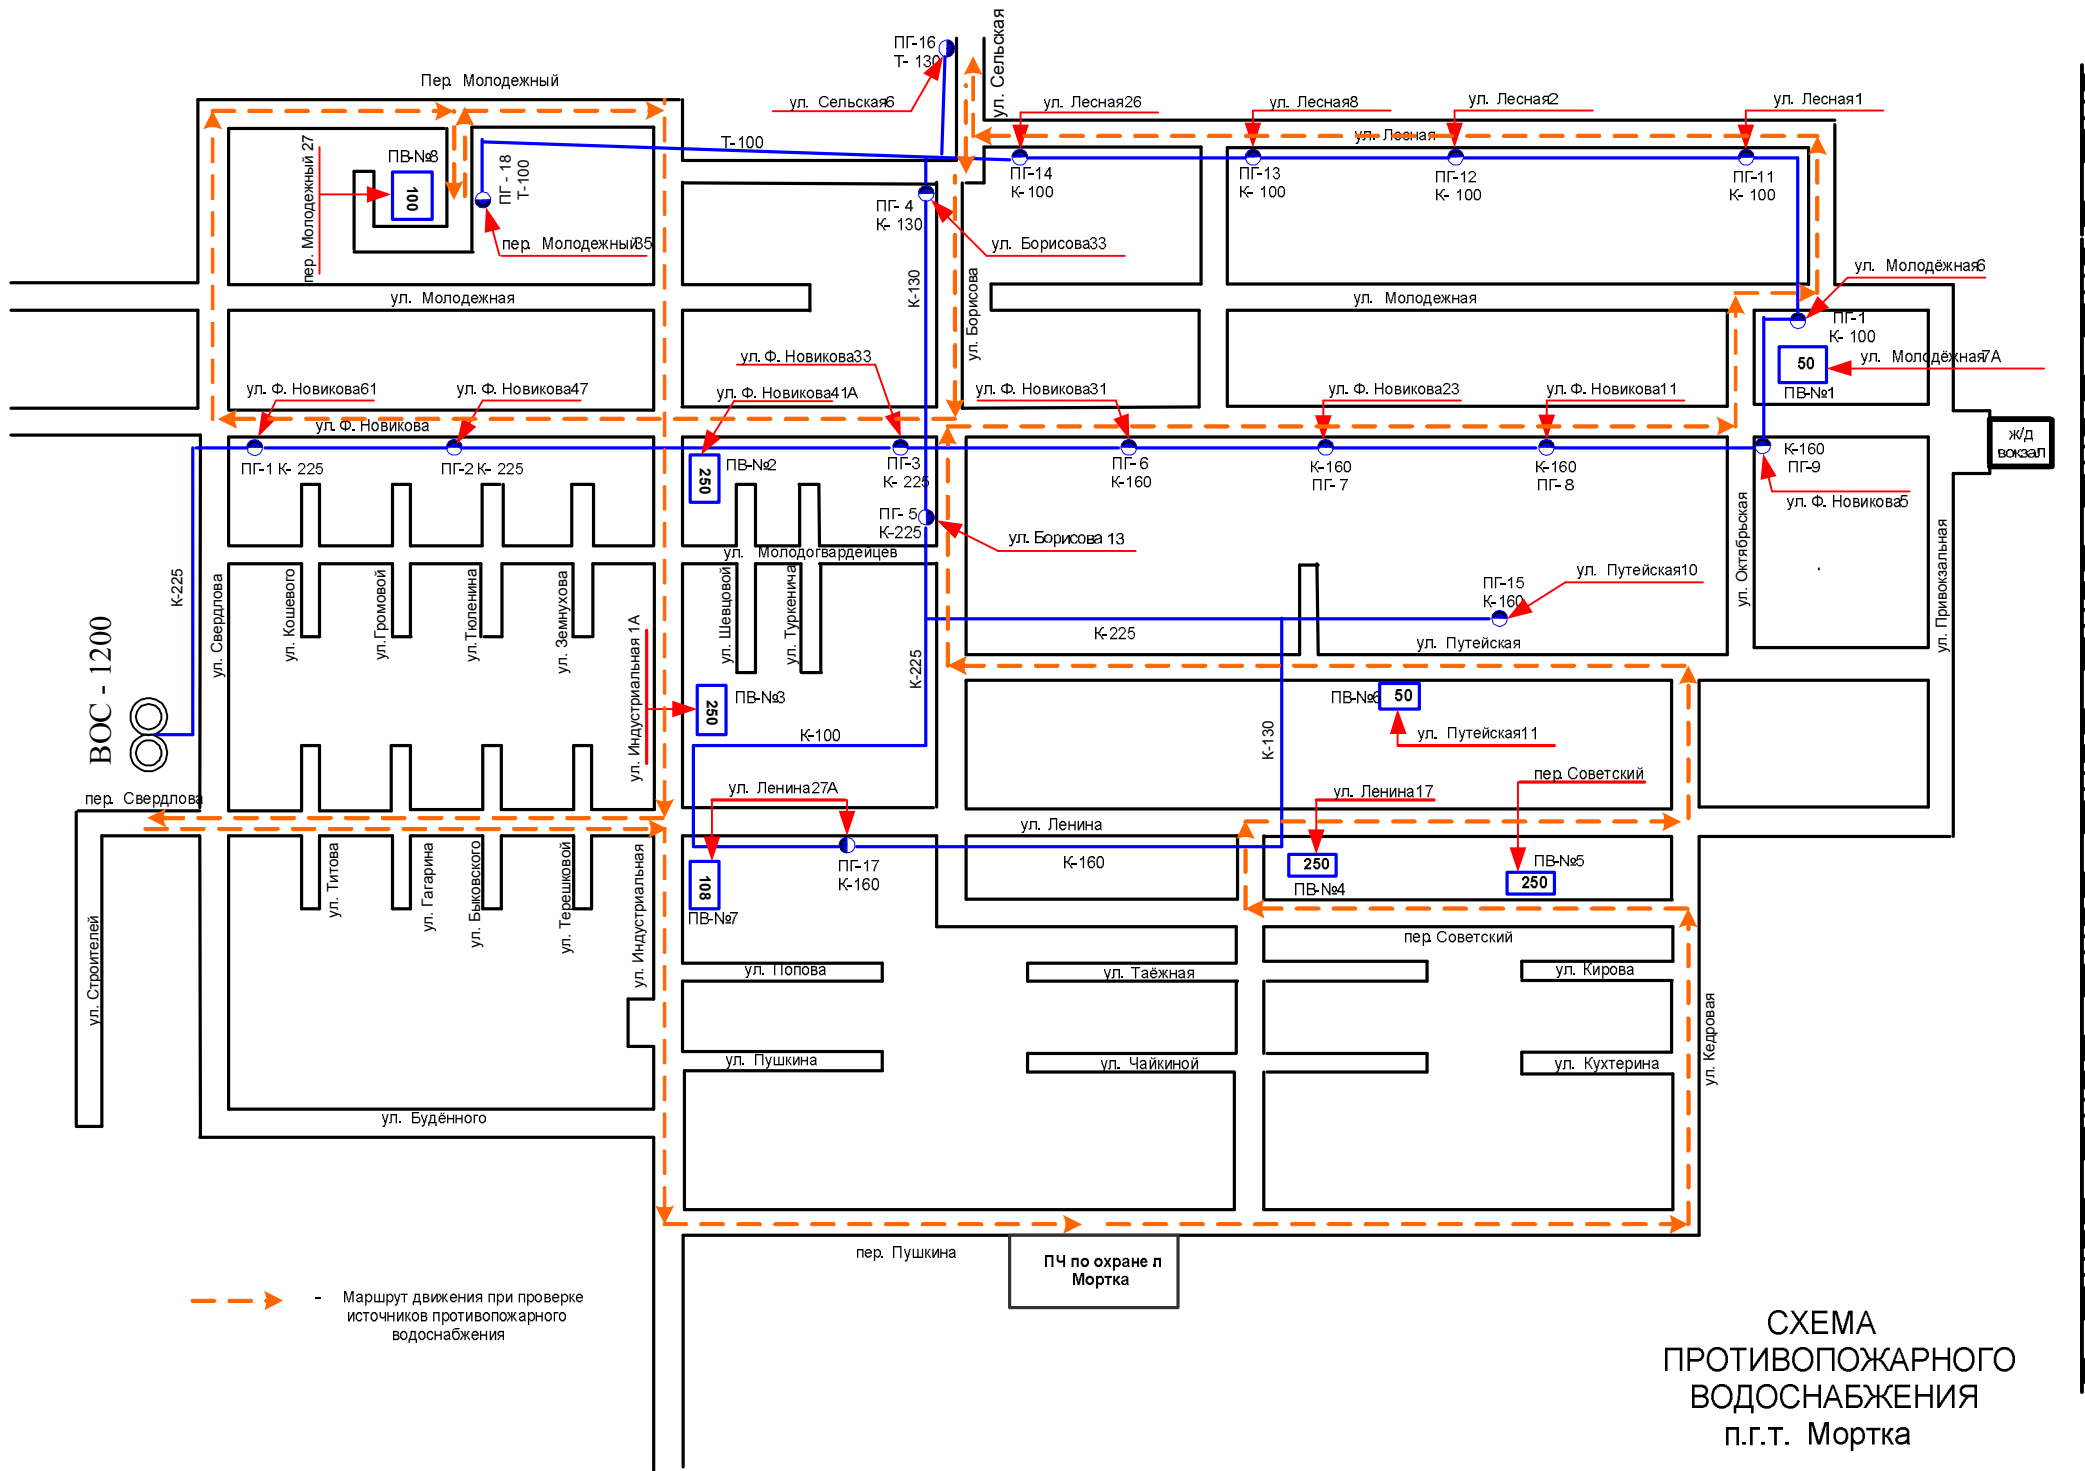 ПГ-16
Т- 130
ул. Сельская
Пер. Молодежный
ул. Сельская6
ул. Лесная26
ул. Лесная8
ул. Лесная2
ул. Лесная1
ул. Лесная
Т-100
пер. Молодежный 27
ПВ-№8
100
ПГ - 18
Т-100
пер. Молодежный35
ПГ- 4
К- 130
ПГ-14
К- 100
ПГ-13
К- 100
ПГ-12
К- 100
ПГ-11
К- 100
ул. Борисова33
К-130
ул. Борисова
ул. Молодёжная6
ул. Молодежная
ул. Молодежная
ПГ-1
К- 100
50
ПВ-№1
ул. Молодёжная7А
ул. Ф. Новикова61
ул. Ф. Новикова47
ул. Ф. Новикова33
ул. Ф. Новикова41А
ул. Ф. Новикова31
ул. Ф. Новикова23
ул. Ф. Новикова11
ул. Ф. Новикова
ж/д
вокзал
ПГ-1 К- 225
ПГ-2 К- 225
250
ПВ-№2
ПГ-3
К- 225
ПГ-6
К-160
К-160
ПГ- 7
К-160
ПГ- 8
К-160
ПГ-9
ул. Ф. Новикова5
ПГ- 5
К-225
ул. Борисова 13
ул. Молодогвардейцев
К-225
ул. Свердлова
ул. Кошевого
ул.Громовой
ул.Тюленина
ул. Земнухова
ул. Индустриальная 1А
ул. Шевцовой
ул. Туркенича
ул. Октябрьская
ул. Привокзальная
ПГ-15
К-160
ул. Путейская10
К-225
ул. Путейская
К-225
ВОС - 1200
250
ПВ-№3
ПВ-№6
50
ул. Путейская11
К-100
К-130
пер. Свердлова
ул. Ленина27А
ул. Ленина17
пер. Советский
ул. Ленина
ПГ-17
К-160
К-160
108
ПВ-№7
250
ПВ-№4
ПВ-№5
250
ул. Титова
ул. Гагарина
ул. Быковского
ул. Терешковой
ул. Индустриальная
ул. Строителей
пер. Советский
ул. Попова
ул. Таёжная
ул. Кирова
ул. Пушкина
ул. Чайкиной
ул. Кухтерина
ул. Кедровая
ул. Будённого
пер. Пушкина
ПЧ по охране п
Мортка
- Маршрут движения при проверке
источников противопожарного
водоснабжения
СХЕМА
ПРОТИВОПОЖАРНОГО
ВОДОСНАБЖЕНИЯ
п.г.т. Мортка